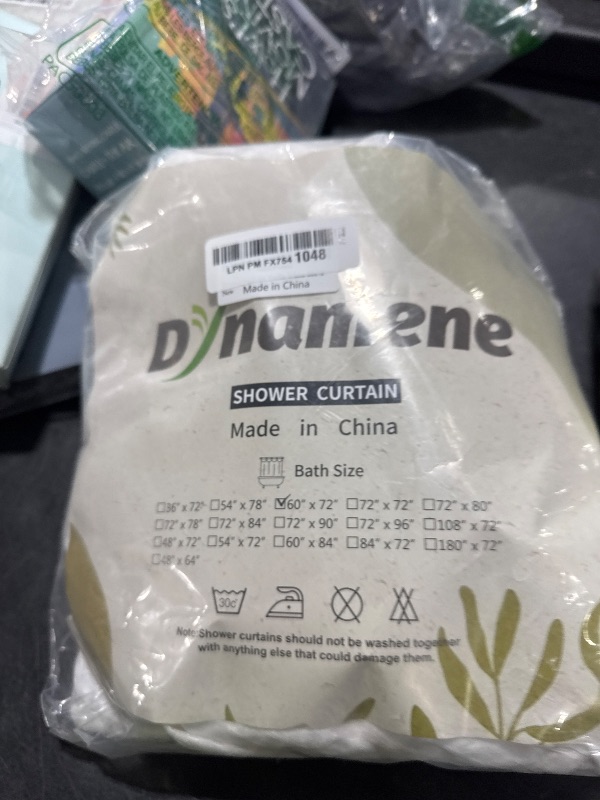 LPN PM FX754 1048
Made in China
Dynamene
SHOWER CURTAIN
Made in China
Bath Size
☐36" x 72" ☐54" x 78" ☑60" x 72" ☐72" x 72" ☐72" x 80"
☐72" x 78" ☐72" x 84" ☐72" x 90" ☐72" x 96" ☐108" x 72"
☐48" x 72" ☐54" x 72" ☐60" x 84" ☐84" x 72" ☐180" x 72"
☐48" x 64"
30c
Note:Shower curtains should not be washed together
with anything else that could damage them.